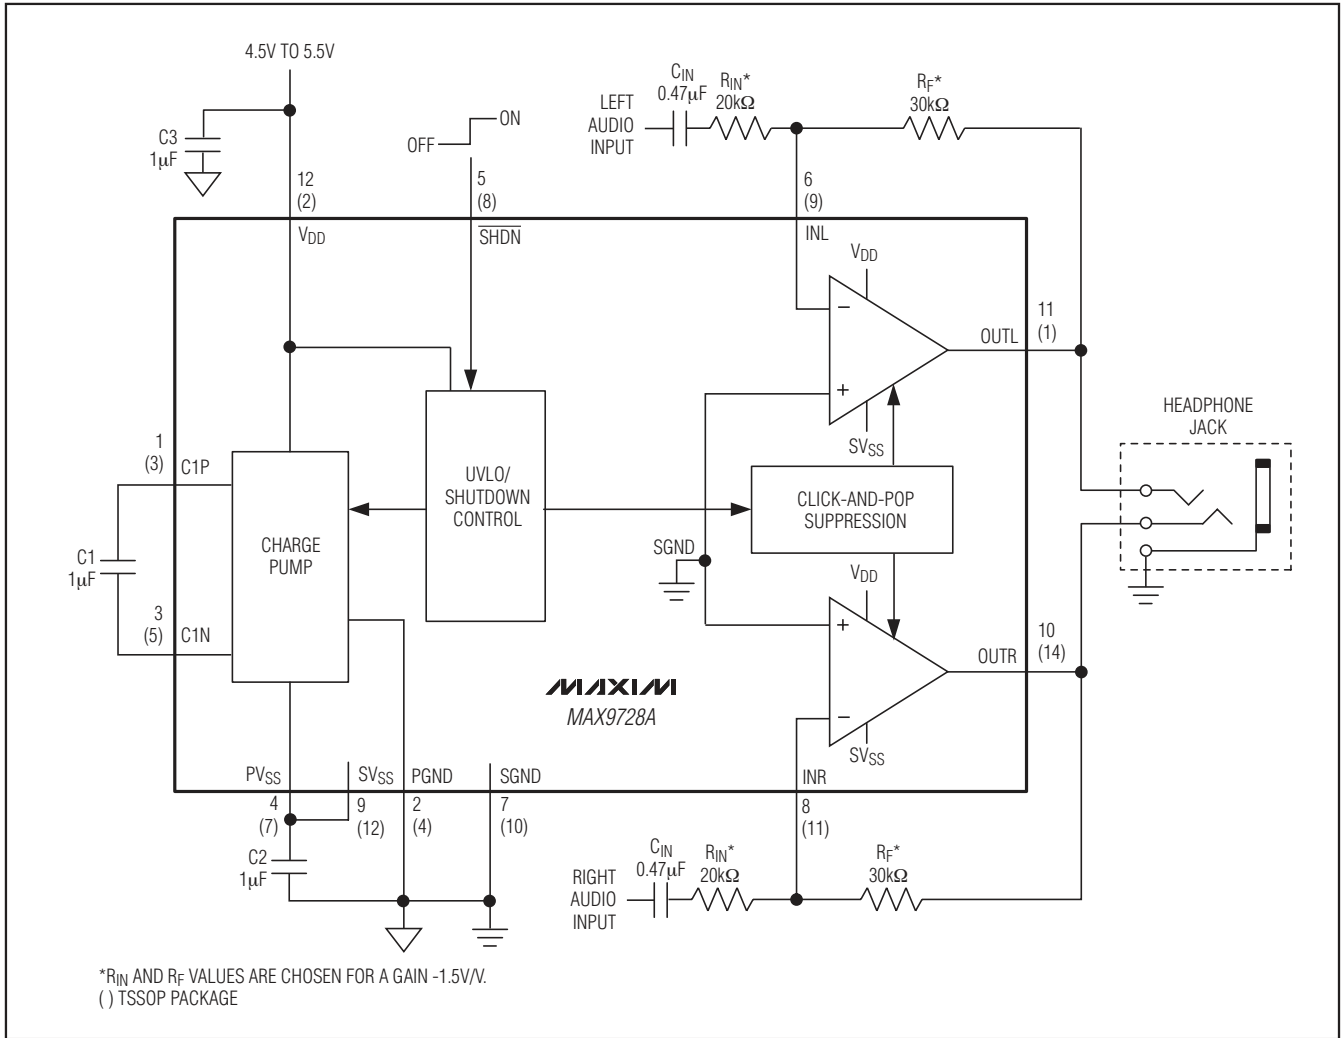 4.5V TO 5.5V
C3
1μF
12
(2)
VDD
OFF
ON
5
(8)
SHDN
LEFT
AUDIO
INPUT
CIN
0.47μF
RIN*
20kΩ
RF*
30kΩ
6
(9)
INL
VDD
−
+
SVSS
OUTL
11
(1)
HEADPHONE
JACK
1
(3)
C1P
C1
1μF
3
(5)
C1N
CHARGE
PUMP
UVLO/
SHUTDOWN
CONTROL
CLICK-AND-POP
SUPPRESSION
SGND
VDD
+
−
SVSS
OUTR
10
(14)
MAXIM
MAX9728A
PVSS
SVSS
PGND
SGND
INR
4
(7)
9
(12)
2
(4)
7
(10)
8
(11)
C2
1μF
RIGHT
AUDIO
INPUT
CIN
0.47μF
RIN*
20kΩ
RF*
30kΩ
*RIN AND RF VALUES ARE CHOSEN FOR A GAIN -1.5V/V.
( ) TSSOP PACKAGE